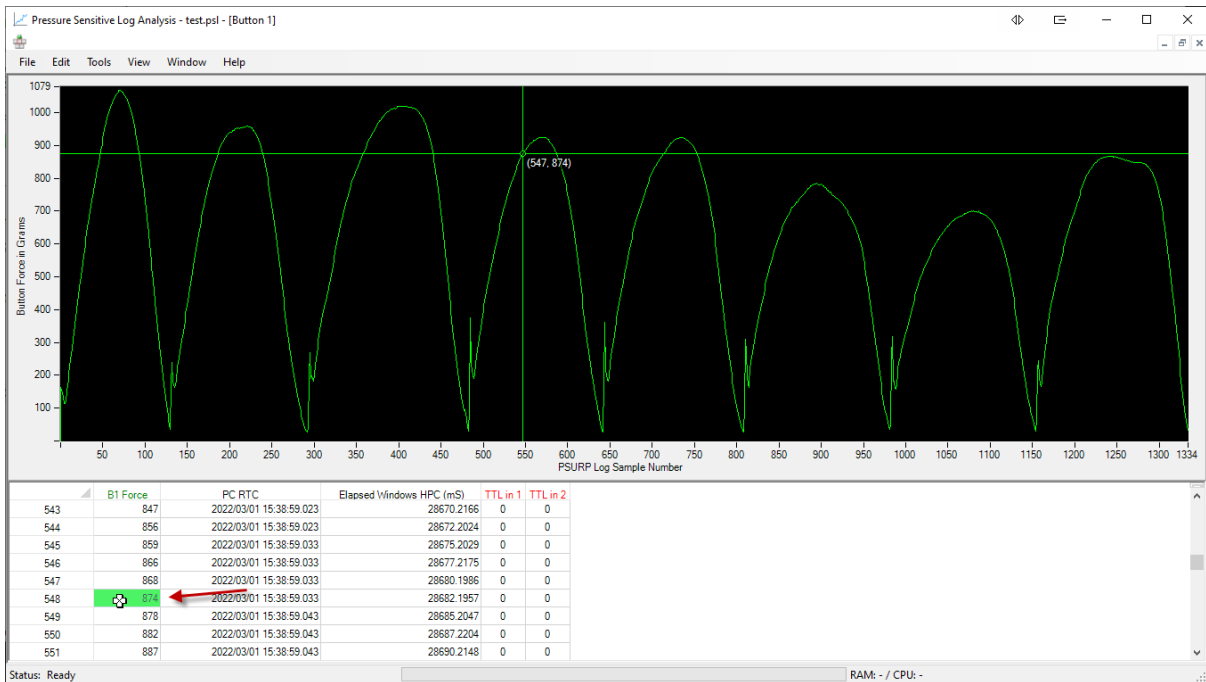 Pressure Sensitive Log Analysis - test.psl - [Button 1]
File Edit Tools View Window Help
1079
1000
900
800
700
600
500
400
300
200
100
Button Force in Grams
(547, 874)
50 100 150 200 250 300 350 400 450 500 550 600 650 700 750 800 850 900 950 1000 1050 1100 1150 1200 1250 1300 1334
PSURP Log Sample Number
B1 Force PC RTC Elapsed Windows HPC (mS) TTL in 1 TTL in 2
543 847 2022/03/01 15:38:59.023 28670.2166 0 0
544 856 2022/03/01 15:38:59.023 28672.2024 0 0
545 859 2022/03/01 15:38:59.033 28675.2029 0 0
546 866 2022/03/01 15:38:59.033 28677.2175 0 0
547 868 2022/03/01 15:38:59.033 28680.1986 0 0
548 874 2022/03/01 15:38:59.033 28682.1957 0 0
549 878 2022/03/01 15:38:59.043 28685.2047 0 0
550 882 2022/03/01 15:38:59.043 28687.2204 0 0
551 887 2022/03/01 15:38:59.043 28690.2148 0 0
Status: Ready RAM: - / CPU: -